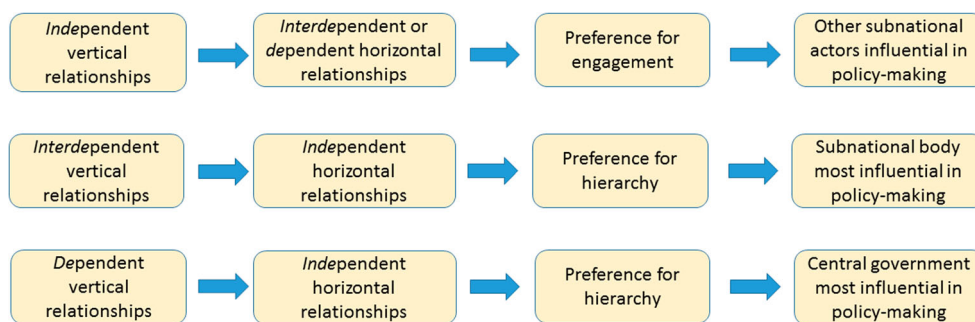 Independent
vertical
relationships
Interdependent or
dependent horizontal
relationships
Preference for
engagement
Other subnational
actors influential in
policy-making
Interdependent
vertical
relationships
Independent
horizontal
relationships
Preference for
hierarchy
Subnational body
most influential in
policy-making
Dependent
vertical
relationships
Independent
horizontal
relationships
Preference for
hierarchy
Central government
most influential in
policy-making